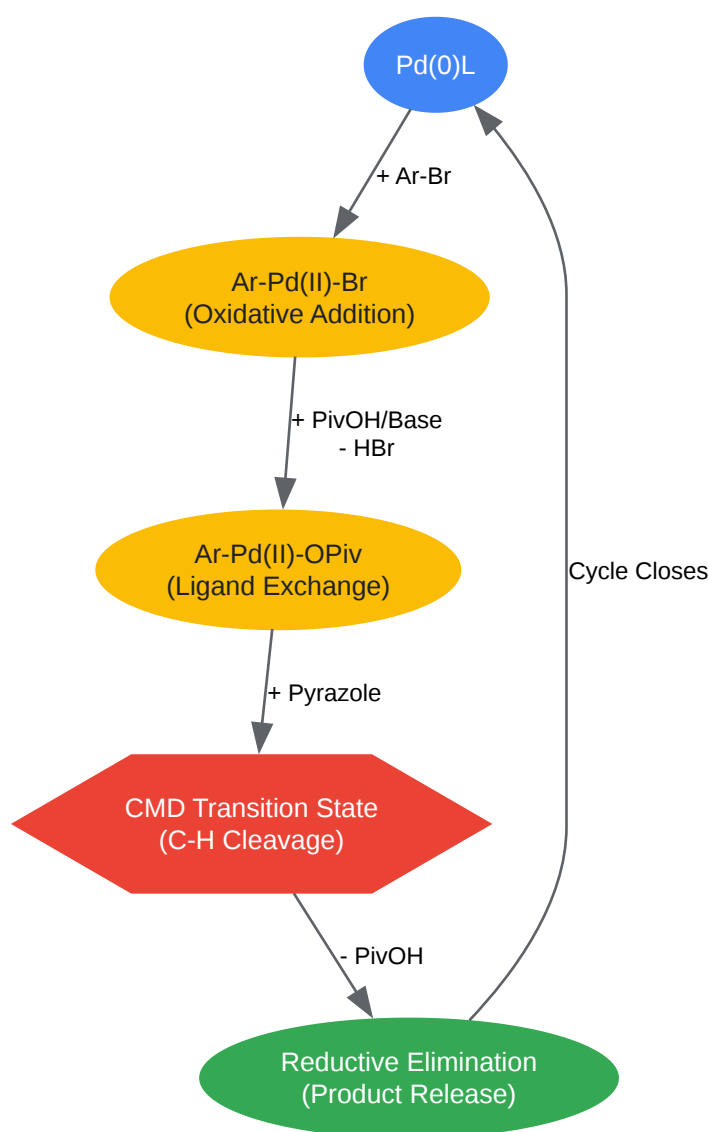 Pd(0)L
+ Ar-Br
Ar-Pd(II)-Br
(Oxidative Addition)
+ PivOH/Base
- HBr
Ar-Pd(II)-OPiv
(Ligand Exchange)
Cycle Closes
+ Pyrazole
CMD Transition State
(C-H Cleavage)
- PivOH
Reductive Elimination
(Product Release)